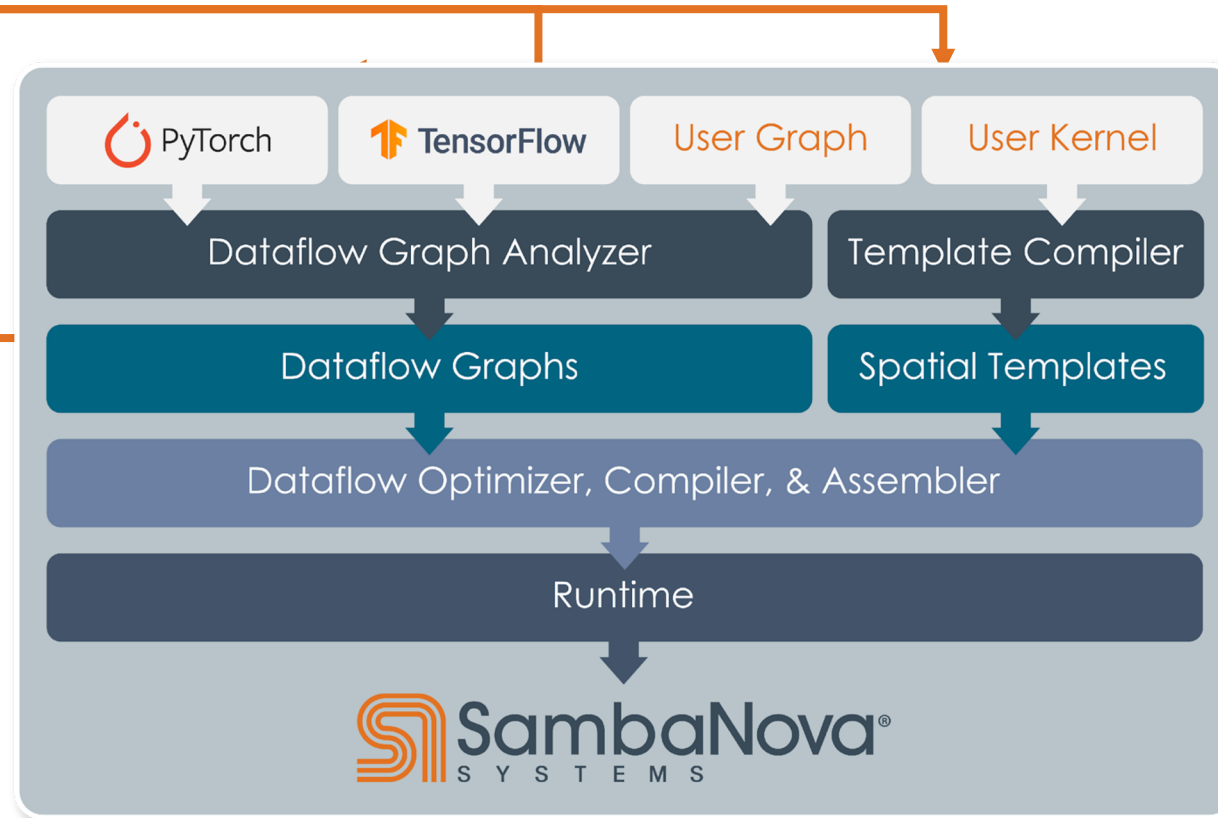 PyTorch
TensorFlow
User Graph
User Kernel
Dataflow Graph Analyzer
Template Compiler
Dataflow Graphs
Spatial Templates
Dataflow Optimizer, Compiler, & Assembler
Runtime
SambaNova®
SYSTEMS